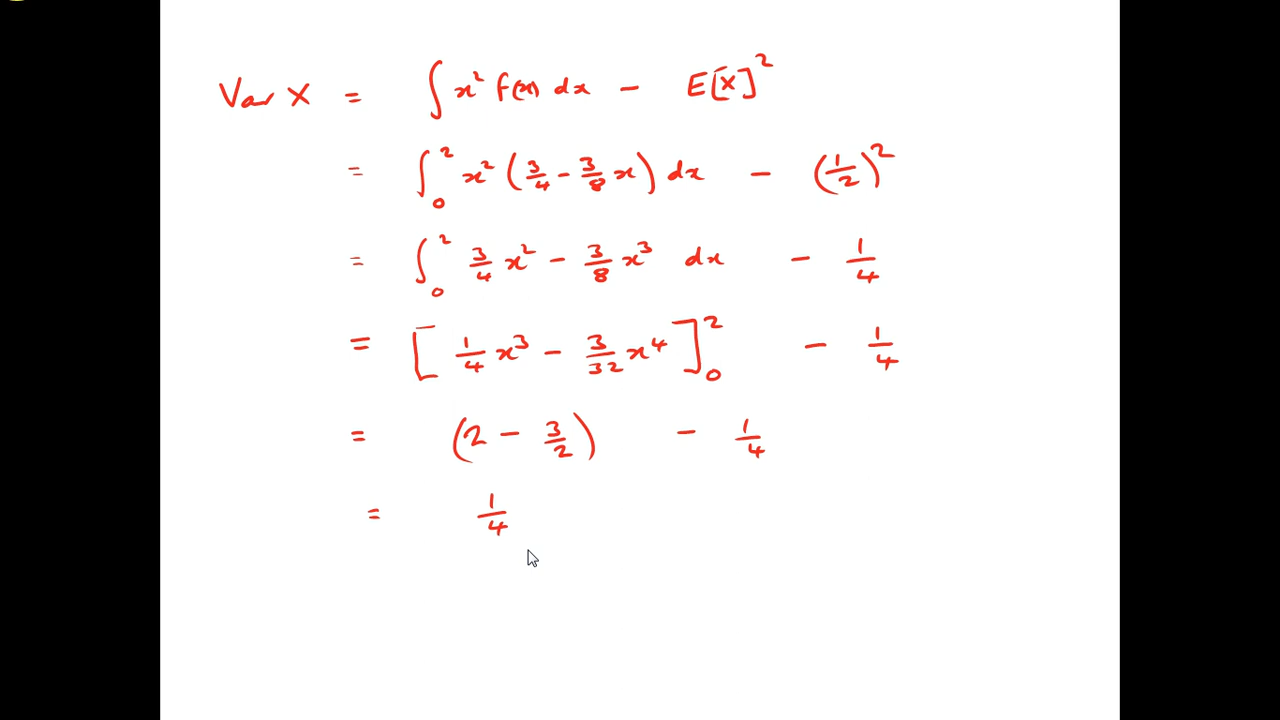 Var X = ∫ x² f(x) dx − E[X]²
= ∫₀² x² (3/4 − 3/8 x) dx − (1/2)²
= ∫₀² 3/4 x² − 3/8 x³ dx − 1/4
= [1/4 x³ − 3/32 x⁴]₀² − 1/4
= (2 − 3/2) − 1/4
= 1/4